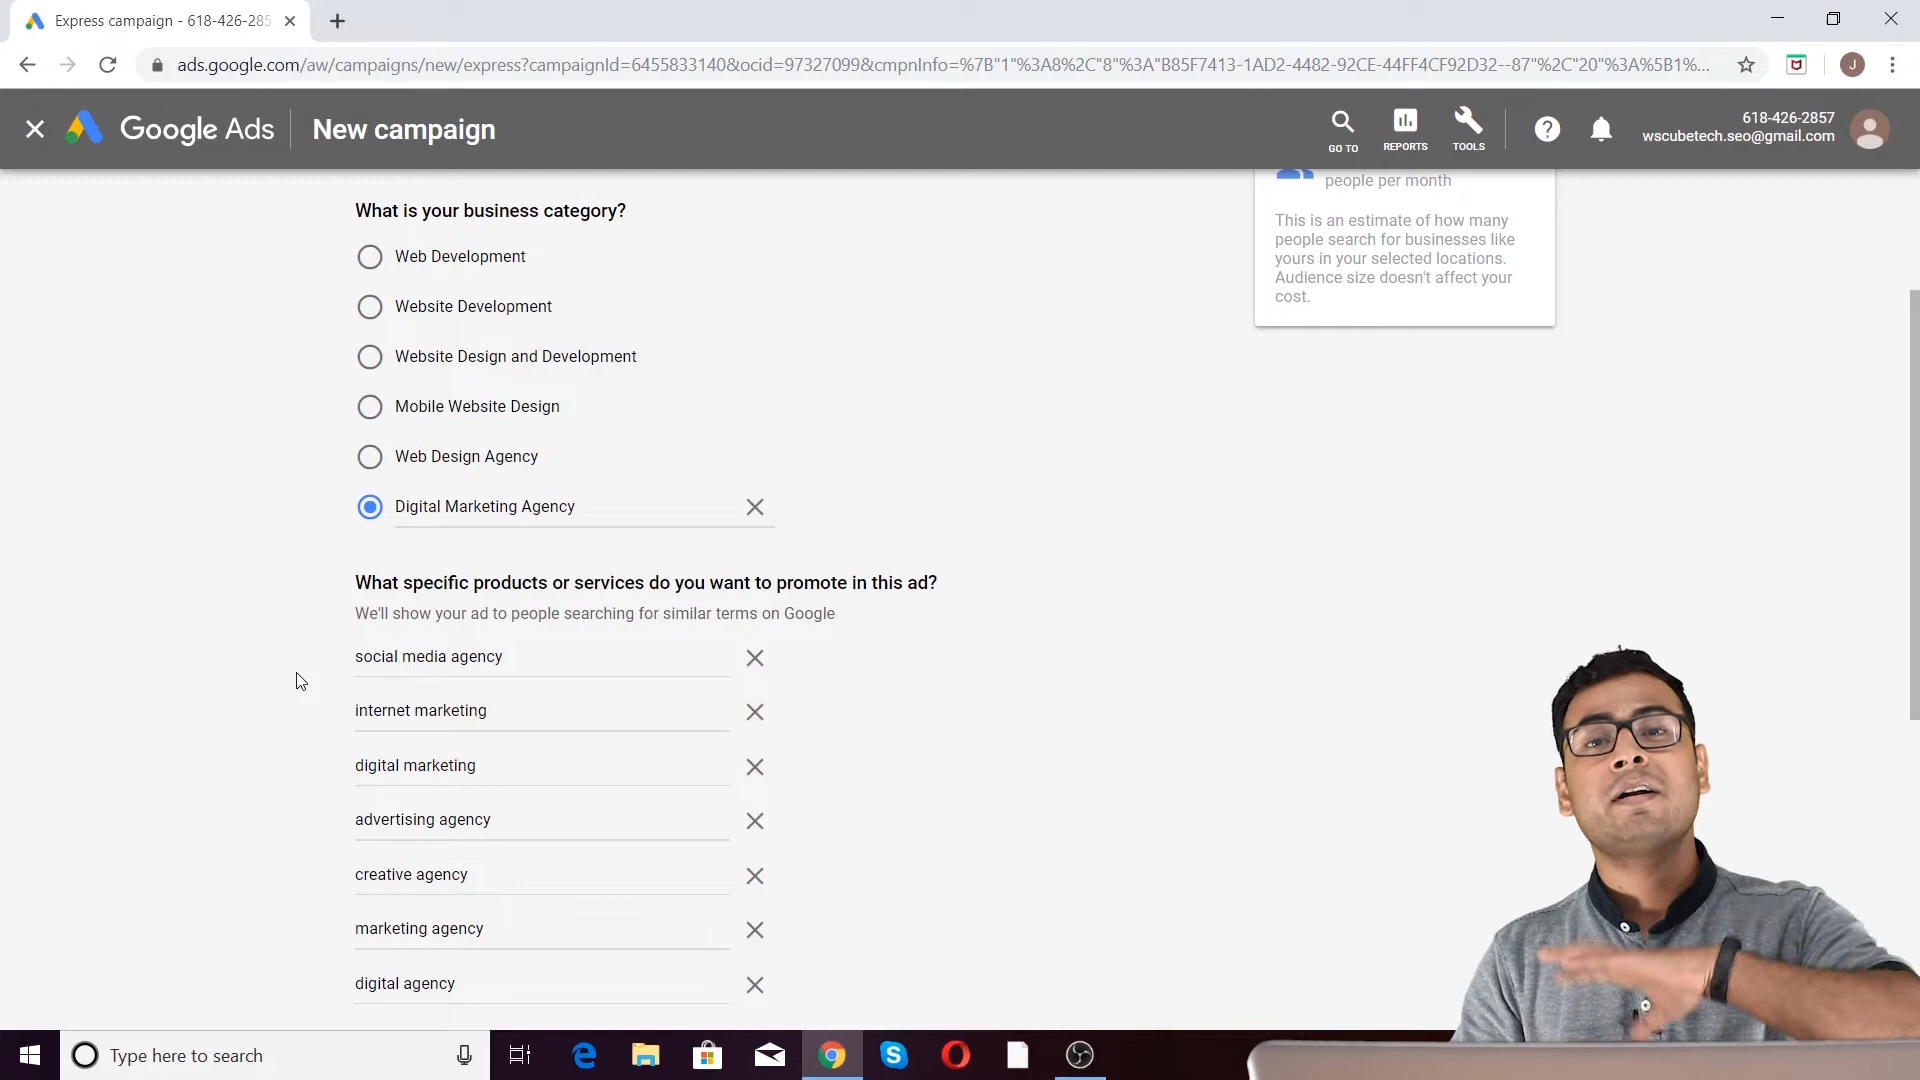 Express campaign - 618-426-285
ads.google.com/aw/campaigns/new/express?campaignId=6455833140&ocid=97327099&cmpnInfo=%7B"1"%3A8%2C"8"%3A"B85F7413-1AD2-4482-92CE-44FF4CF92D32--87"%2C"20"%3A%5B1%...
J
Google Ads
New campaign
GO TO
REPORTS
TOOLS
618-426-2857
wscubetech.seo@gmail.com
people per month
This is an estimate of how many
people search for businesses like
yours in your selected locations.
Audience size doesn't affect your
cost.
What is your business category?
Web Development
Website Development
Website Design and Development
Mobile Website Design
Web Design Agency
Digital Marketing Agency
What specific products or services do you want to promote in this ad?
We'll show your ad to people searching for similar terms on Google
social media agency
internet marketing
digital marketing
advertising agency
creative agency
marketing agency
digital agency
Type here to search